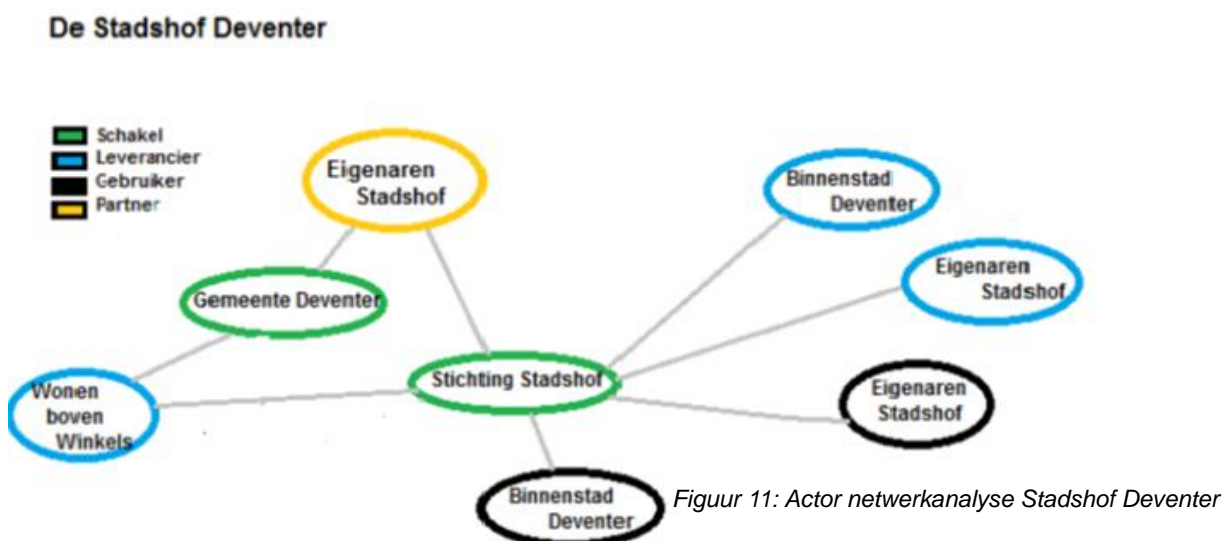 De Stadshof Deventer
Schakel
Leverancier
Gebruiker
Partner
Eigenaren
Stadshof
Binnenstad
Deventer
Eigenaren
Stadshof
Gemeente Deventer
Stichting Stadshof
Wonen
boven
Winkels
Eigenaren
Stadshof
Binnenstad
Deventer
Figuur 11: Actor netwerkanalyse Stadshof Deventer